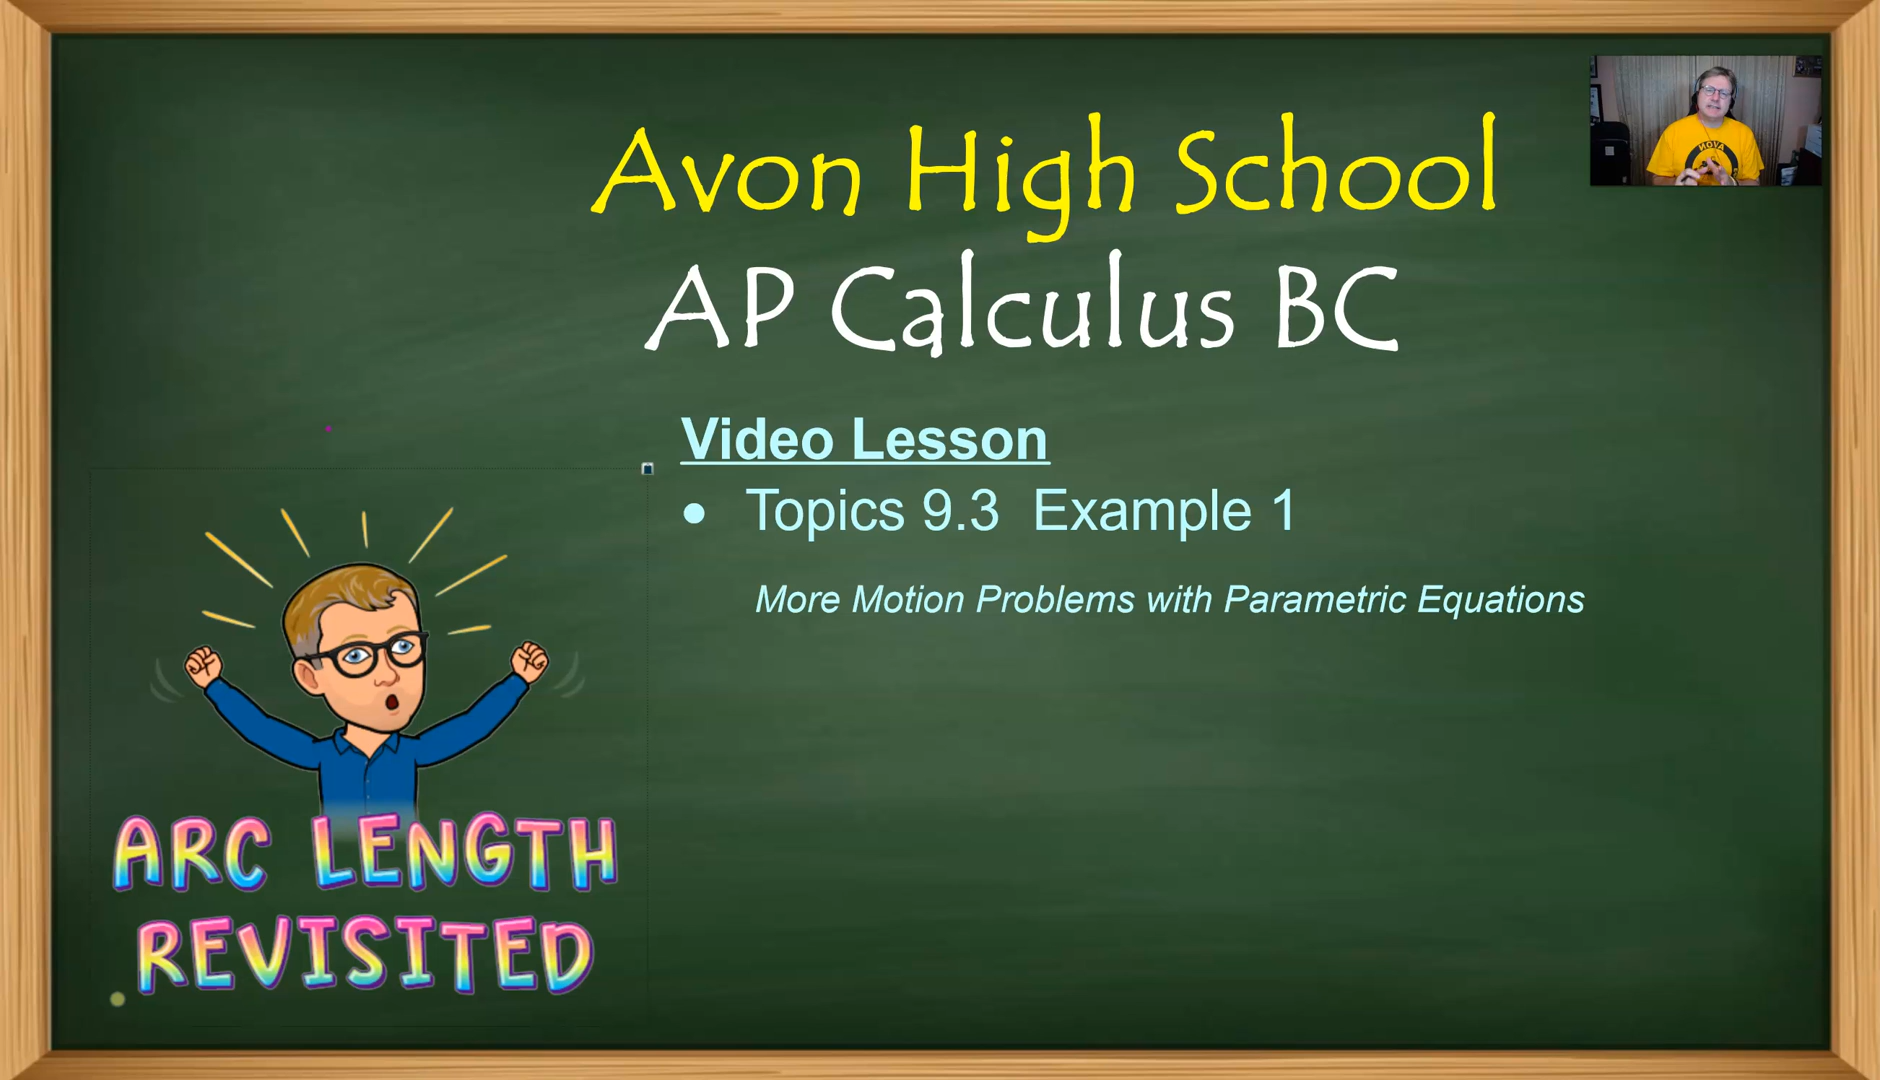 Avon High School
AP Calculus BC
Video Lesson
• Topics 9.3 Example 1
More Motion Problems with Parametric Equations
ARC LENGTH
REVISITED
AVON